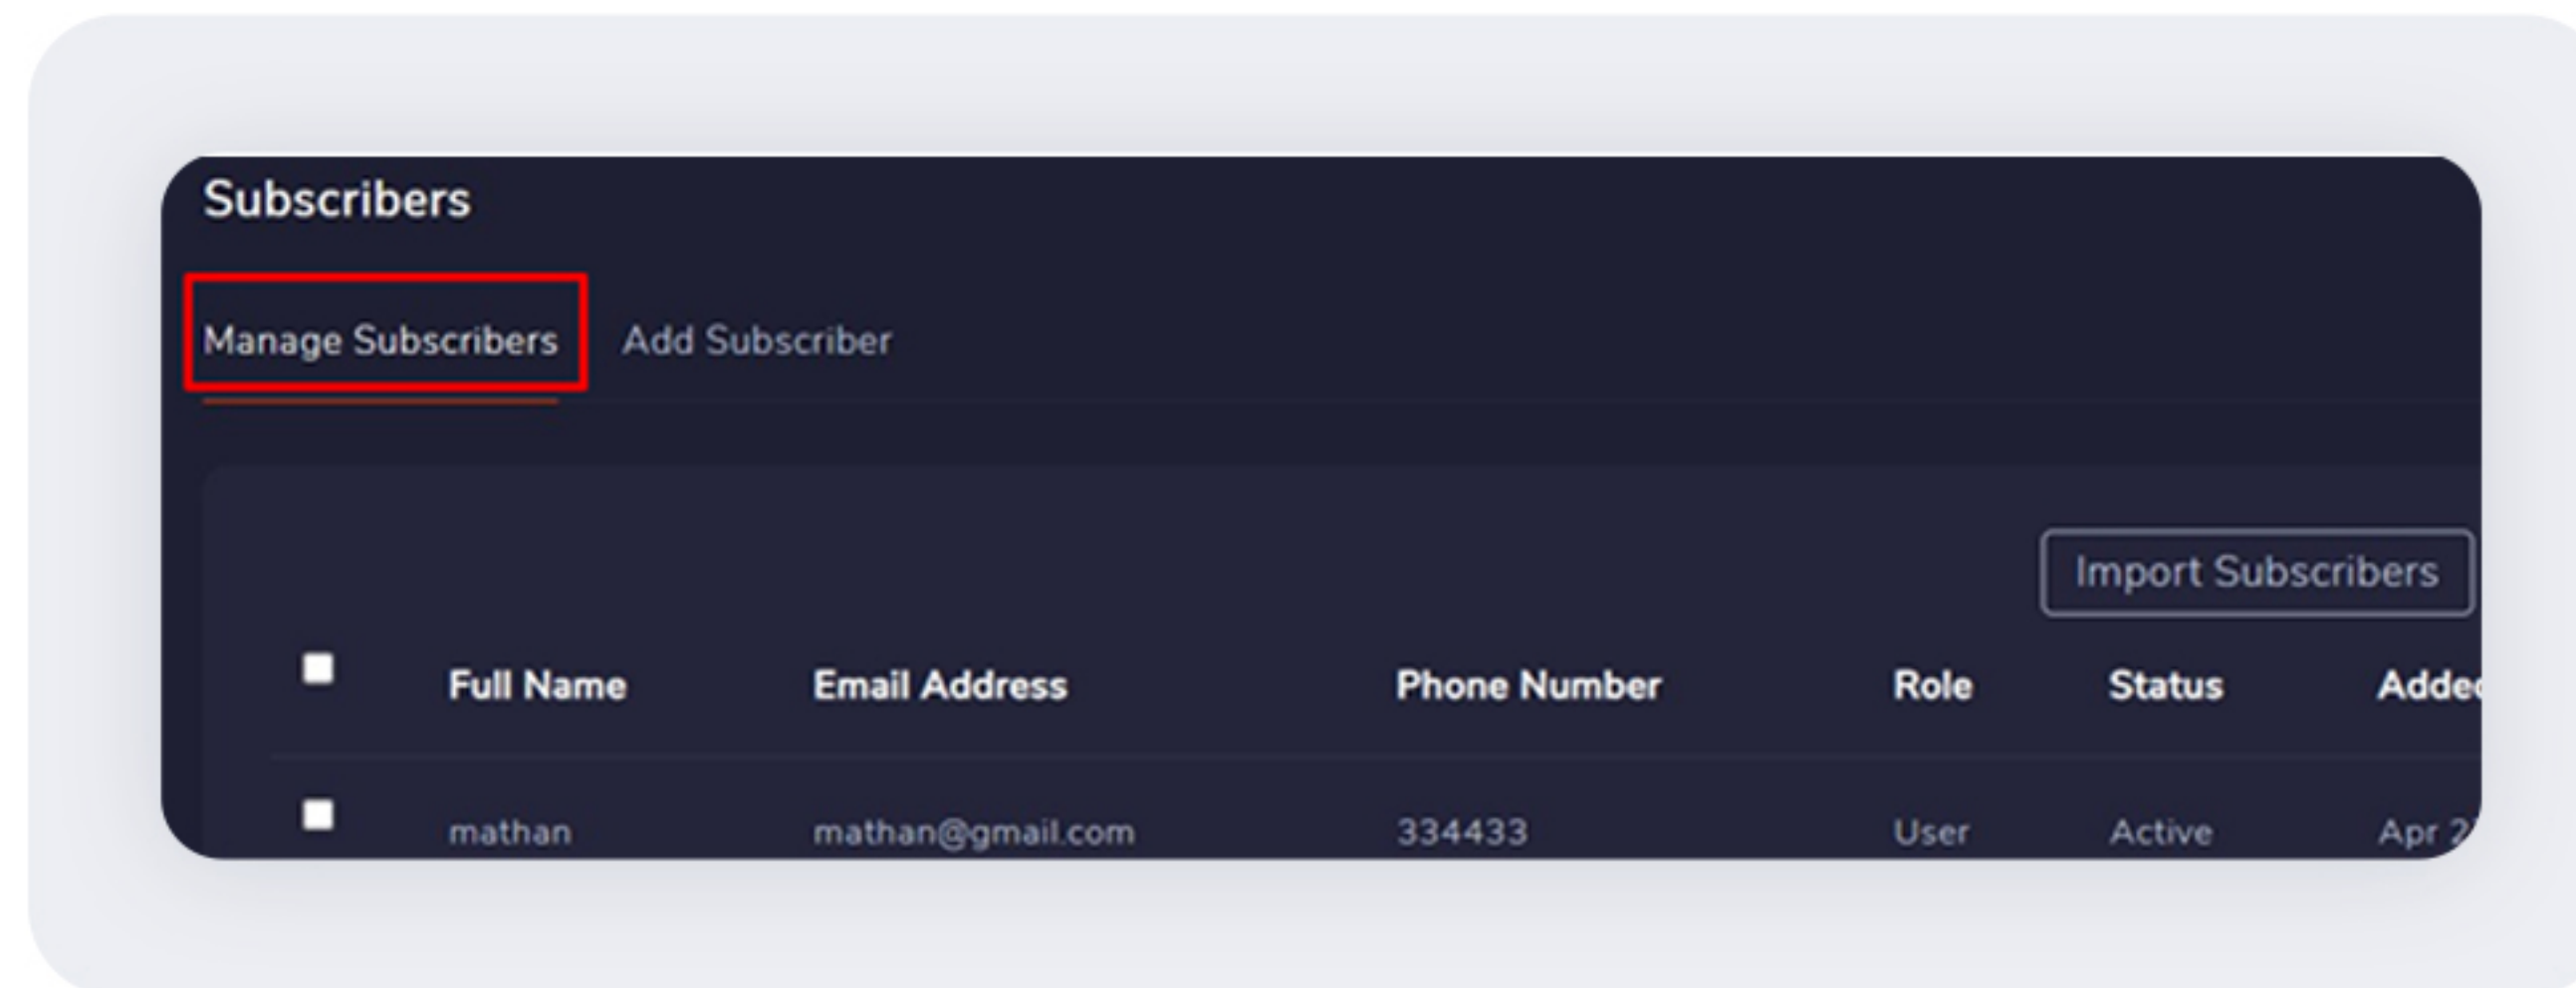 Subscribers
Manage Subscribers Add Subscriber
Import Subscribers
Full Name Email Address Phone Number Role Status
mathan mathan@gmail.com 334433 User Active Apr